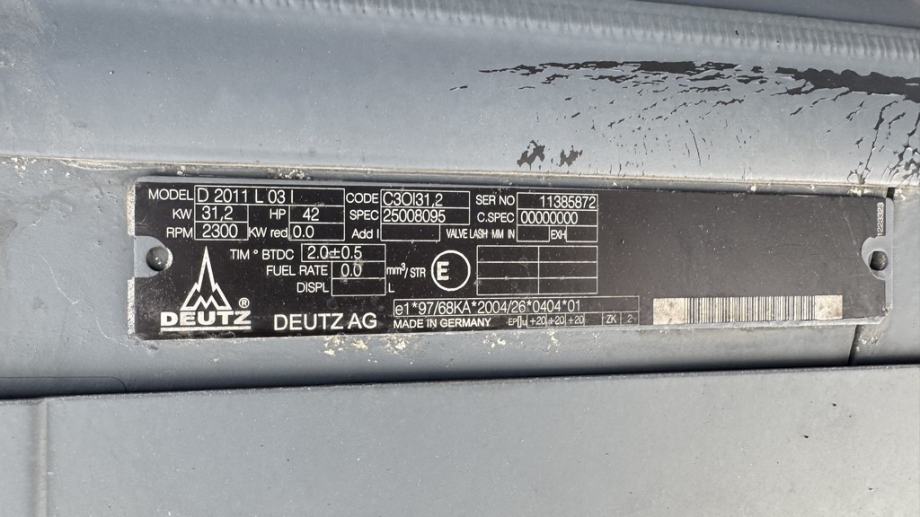 MODEL D 2011 L 03 I CODE C3OI31,2 SER NO 11385872
KW 31,2 HP 42 SPEC 25008095 C.SPEC 00000000
RPM 2300 KW red. 0.0 Add I VALVE LASH MM IN EXH
TIM ° BTDC 2.0±0.5
FUEL RATE 0.0 mm³/STR E
DISPL L
DEUTZ ®
DEUTZ AG
e1*97/68KA*2004/26*0404*01
MADE IN GERMANY +20 +20 +20 ZK 2